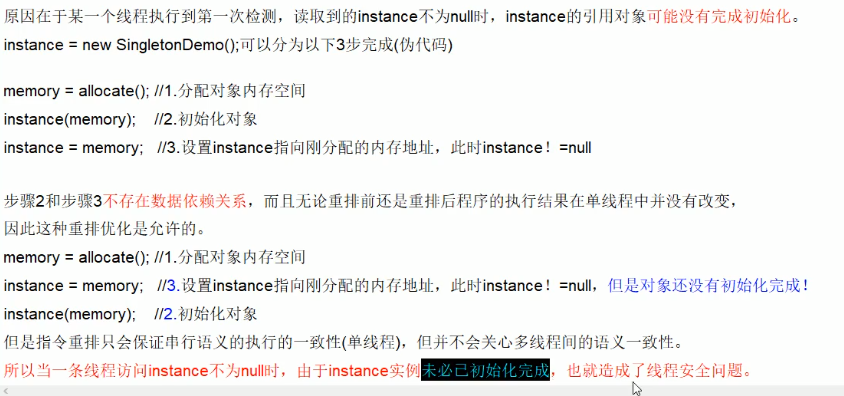 原因在于某一个线程执行到第一次检测，读取到的instance不为null时，instance的引用对象可能没有完成初始化。
instance = new SingletonDemo();可以分为以下3步完成(伪代码)
memory = allocate(); //1.分配对象内存空间
instance(memory); //2.初始化对象
instance = memory; //3.设置instance指向刚分配的内存地址，此时instance！=null
步骤2和步骤3不存在数据依赖关系，而且无论重排前还是重排后程序的执行结果在单线程中并没有改变，
因此这种重排优化是允许的。
memory = allocate(); //1.分配对象内存空间
instance = memory; //3.设置instance指向刚分配的内存地址，此时instance！=null，但是对象还没有初始化完成！
instance(memory); //2.初始化对象
但是指令重排只会保证串行语义的执行的一致性(单线程)，但并不会关心多线程间的语义一致性。
所以当一条线程访问instance不为null时，由于instance实例未必已初始化完成，也就造成了线程安全问题。